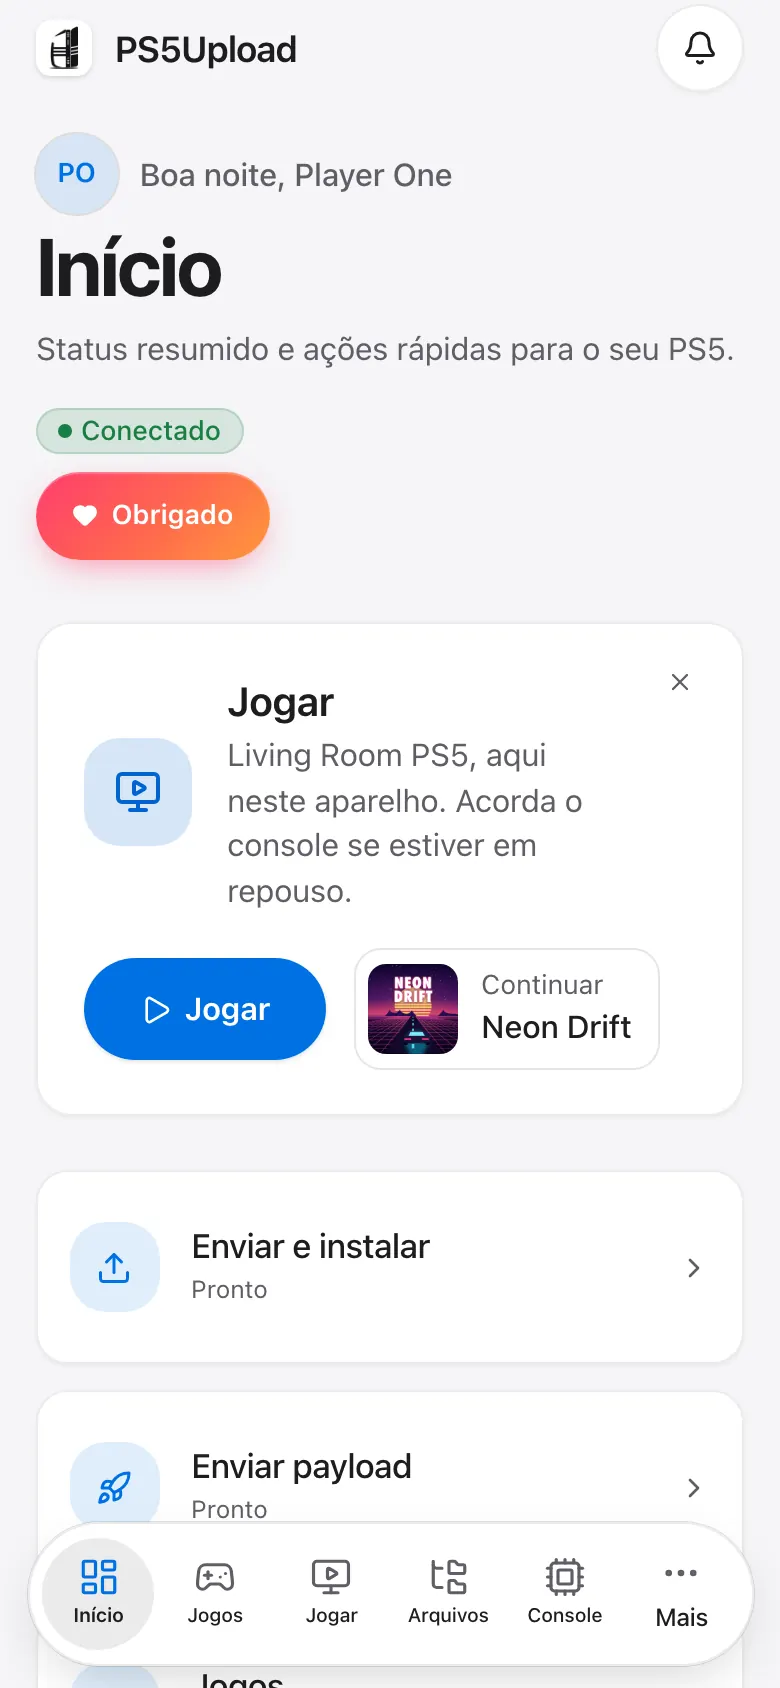 PS5Upload
PO
Boa noite, Player One
Início
Status resumido e ações rápidas para o seu PS5.
Conectado
Obrigado
Jogar
Living Room PS5, aqui
neste aparelho. Acorda o
console se estiver em
repouso.
Jogar
NEON
DRIFT
Continuar
Neon Drift
Enviar e instalar
Pronto
Enviar payload
Pronto
Início
Jogos
Jogar
Arquivos
Console
Mais
Jogos